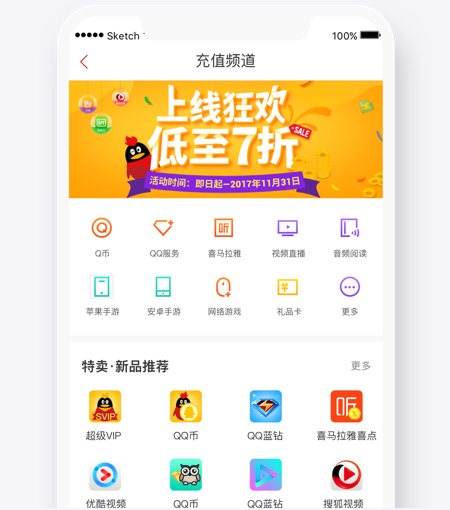 Sketch
100%
充值频道
上线狂欢
低至7折
SALE
活动时间：即日起—2017年11月31日
Q币
QQ服务
听
喜马拉雅
视频直播
音频阅读
苹果手游
安卓手游
网络游戏
礼品卡
更多
特卖·新品推荐
更多
SVIP
听
超级VIP
QQ币
QQ蓝钻
喜马拉雅喜点
优酷视频
QQ币
QQ蓝钻
搜狐视频